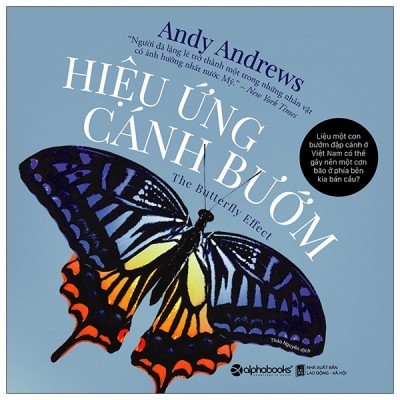 Andy Andrews
"Người đã lặng lẽ trở thành một trong những nhân vật
có ảnh hưởng nhất nước Mỹ." – New York Times
HIỆU ỨNG
CÁNH BƯỚM
The Butterfly Effect
Liệu một con
bướm đập cánh ở
Việt Nam có thể
gây nên một cơn
bão ở phía bên
kia bán cầu?
Thảo Nguyên dịch
alphabooks
NHÀ XUẤT BẢN
LAO ĐỘNG - XÃ HỘI